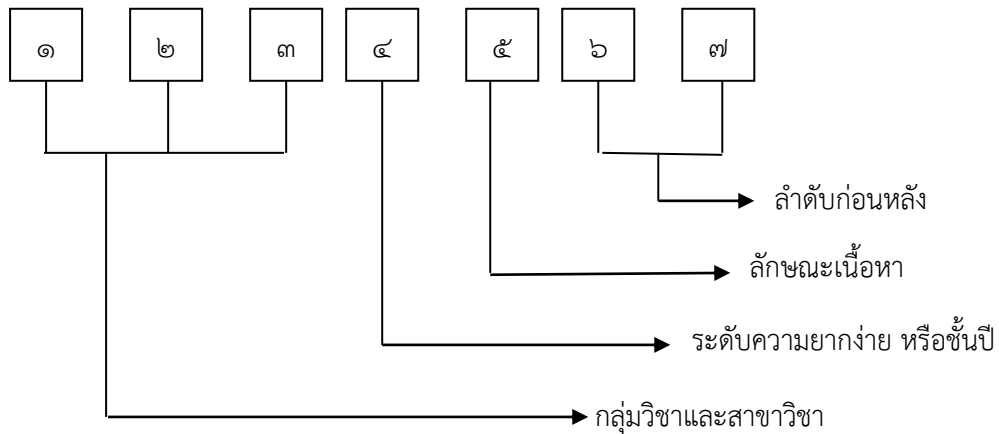 ๑ ๒ ๓ ๔ ๕ ๖ ๗
ลำดับก่อนหลัง
ลักษณะเนื้อหา
ระดับความยากง่าย หรือชั้นปี
กลุ่มวิชาและสาขาวิชา